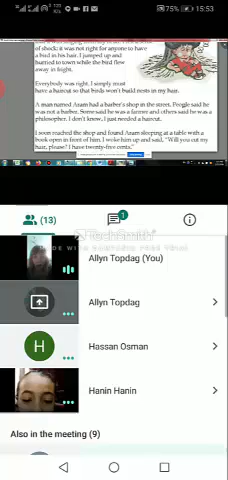 75% 15:53
of shock: it was not right for anyone to have
a bird in his hair. I jumped up and
hurried to town while the bird flew
away in fright.
Everybody was right. I simply must
have a haircut so that birds won't build nests in my hair.
A man named Azam had a barber's shop in the street. People said he
was not a barber. Some said he was a farmer and others said he was a
philosopher. I don't know, I just needed a haircut.
I soon reached the shop and found Azam sleeping at a table with a
book open in front of him. I woke him up and said, "Will you cut my
hair, please? I have twenty-five cents."
(13)
1
TechSmith
MADE WITH FREE TRIAL
Allyn Topdag (You)
Allyn Topdag
H
Hassan Osman
Hanin Hanin
Also in the meeting (9)